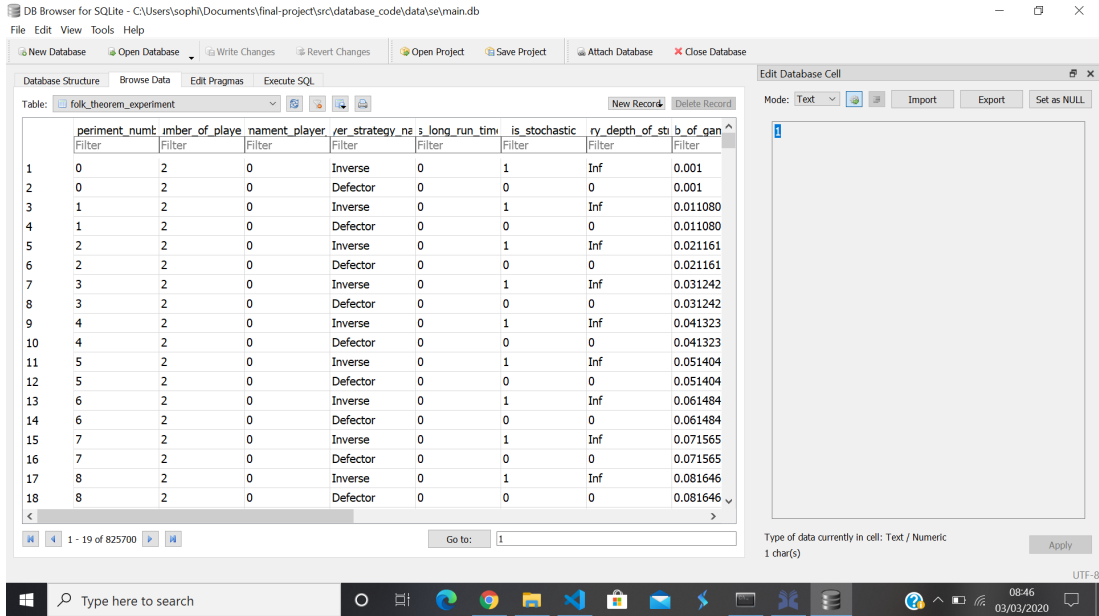 DB Browser for SQLite - C:\Users\sophi\Documents\final-project\src\database_code\data\se\main.db
File Edit View Tools Help
New Database Open Database Write Changes Revert Changes Open Project Save Project Attach Database Close Database
Database Structure Browse Data Edit Pragmas Execute SQL
Table: folk_theorem_experiment New Record Delete Record
periment_numb umber_of_playe nament_player yer_strategy_na s_long_run_time is_stochastic ry_depth_of_str b_of_gam
Filter Filter Filter Filter Filter Filter Filter Filter
1 0 2 0 Inverse 0 1 Inf 0.001
2 0 2 0 Defector 0 0 0 0.001
3 1 2 0 Inverse 0 1 Inf 0.011080
4 1 2 0 Defector 0 0 0 0.011080
5 2 2 0 Inverse 0 1 Inf 0.021161
6 2 2 0 Defector 0 0 0 0.021161
7 3 2 0 Inverse 0 1 Inf 0.031242
8 3 2 0 Defector 0 0 0 0.031242
9 4 2 0 Inverse 0 1 Inf 0.041323
10 4 2 0 Defector 0 0 0 0.041323
11 5 2 0 Inverse 0 1 Inf 0.051404
12 5 2 0 Defector 0 0 0 0.051404
13 6 2 0 Inverse 0 1 Inf 0.061484
14 6 2 0 Defector 0 0 0 0.061484
15 7 2 0 Inverse 0 1 Inf 0.071565
16 7 2 0 Defector 0 0 0 0.071565
17 8 2 0 Inverse 0 1 Inf 0.081646
18 8 2 0 Defector 0 0 0 0.081646
1 - 19 of 825700 Go to: 1
Edit Database Cell
Mode: Text Import Export Set as NULL
1
Type of data currently in cell: Text / Numeric
1 char(s)
Apply
UTF-8
Type here to search
08:46
03/03/2020